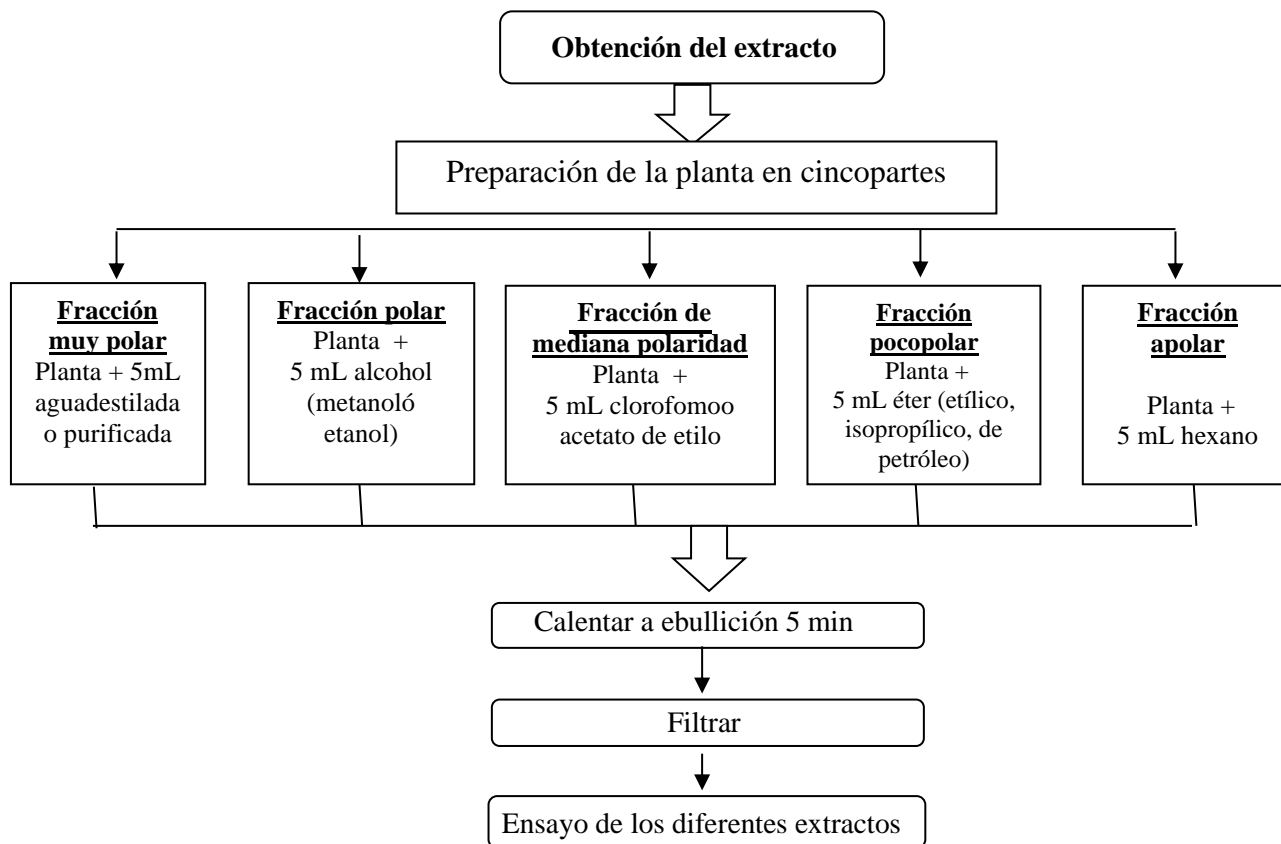 Obtención del extracto
Preparación de la planta en cincopartes
Fracción
muy polar
Planta + 5mL
aguadestilada
o purificada
Fracción polar
Planta +
5 mL alcohol
(metanoló
etanol)
Fracción de
mediana polaridad
Planta +
5 mL clorofomoo
acetato de etilo
Fracción
pocopolar
Planta +
5 mL éter (etílico,
isopropílico, de
petróleo)
Fracción
apolar
Planta +
5 mL hexano
Calentar a ebullición 5 min
Filtrar
Ensayo de los diferentes extractos